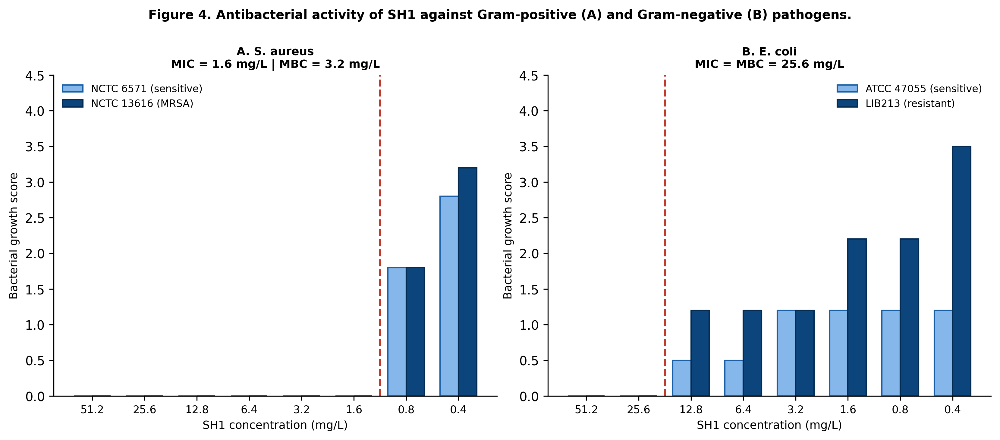 Figure 4. Antibacterial activity of SH1 against Gram-positive (A) and Gram-negative (B) pathogens.
A. S. aureus
MIC = 1.6 mg/L | MBC = 3.2 mg/L
NCTC 6571 (sensitive)
NCTC 13616 (MRSA)
Bacterial growth score
4.5
4.0
3.5
3.0
2.5
2.0
1.5
1.0
0.5
0.0
51.2 25.6 12.8 6.4 3.2 1.6 0.8 0.4
SH1 concentration (mg/L)
B. E. coli
MIC = MBC = 25.6 mg/L
ATCC 47055 (sensitive)
LIB213 (resistant)
Bacterial growth score
4.5
4.0
3.5
3.0
2.5
2.0
1.5
1.0
0.5
0.0
51.2 25.6 12.8 6.4 3.2 1.6 0.8 0.4
SH1 concentration (mg/L)